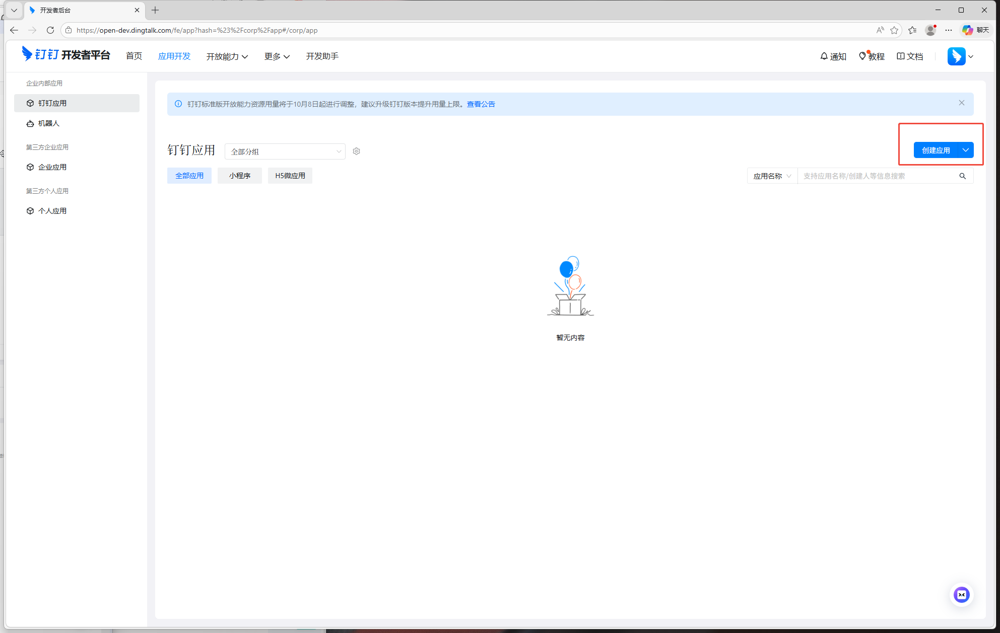 开发者后台
https://open-dev.dingtalk.com/fe/app?hash=%23%2Fcorp%2Fapp#/corp/app
聊天
钉钉 开发者平台
首页
应用开发
开放能力
更多
开发助手
通知
教程
文档
企业内部应用
钉钉应用
机器人
第三方企业应用
企业应用
第三方个人应用
个人应用
钉钉标准版开放能力资源用量将于10月8日起进行调整，建议升级钉钉版本提升用量上限。查看公告
钉钉应用
全部分组
创建应用
全部应用
小程序
H5微应用
应用名称
支持应用名称/创建人等信息搜索
暂无内容